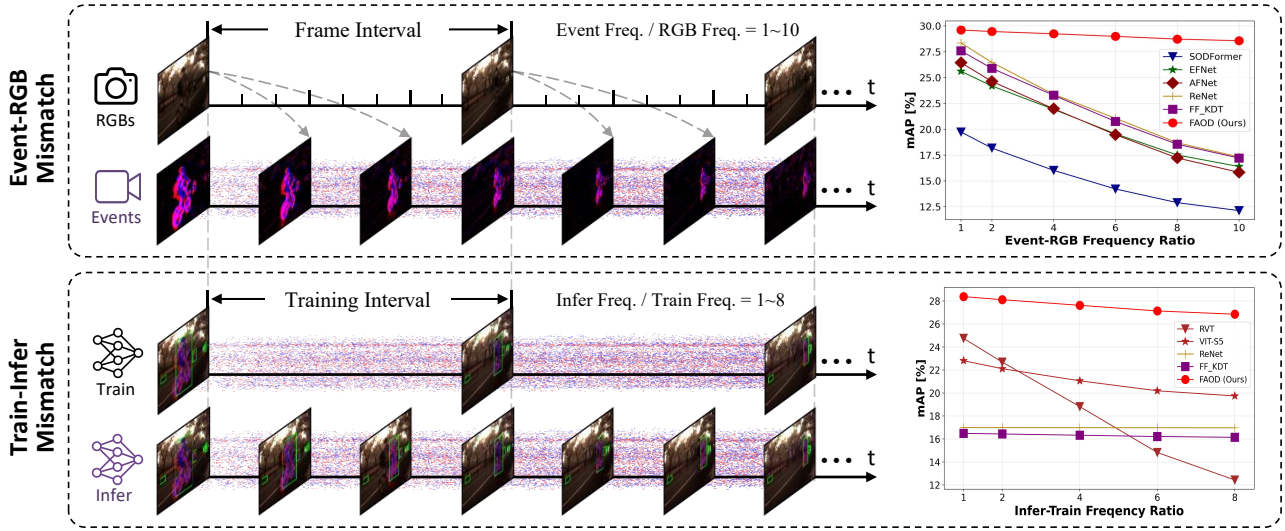 Event-RGB
Mismatch
Frame Interval
Event Freq. / RGB Freq. = 1~10
RGBs
t
Events
t
30.0
27.5
25.0
22.5
20.0
17.5
15.0
12.5
mAP [%]
SODFormer
EFNet
AFNet
ReNet
FF_KDT
FAOD (Ours)
1 2 4 6 8 10
Event-RGB Frequency Ratio
Train-Infer
Mismatch
Training Interval
Infer Freq. / Train Freq. = 1~8
Train
t
Infer
t
28
26
24
22
20
18
16
14
12
mAP [%]
RVT
VIT-S5
ReNet
FF_KDT
FAOD (Ours)
1 2 4 6 8
Infer-Train Freqency Ratio